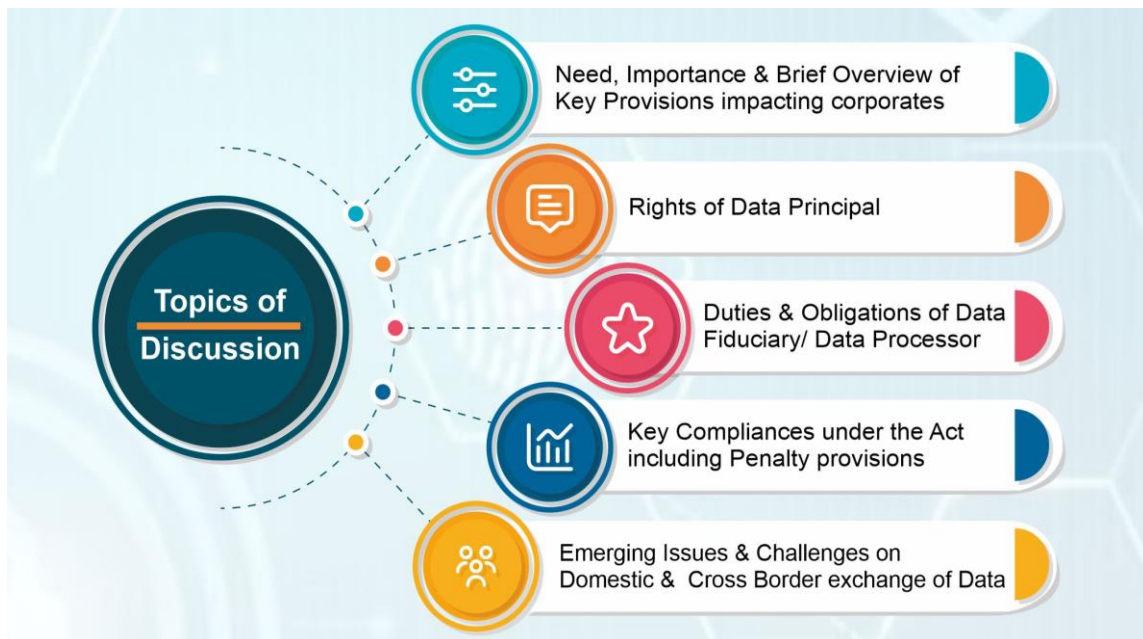 Topics of
Discussion
Need, Importance & Brief Overview of
Key Provisions impacting corporates
Rights of Data Principal
Duties & Obligations of Data
Fiduciary/ Data Processor
Key Compliances under the Act
including Penalty provisions
Emerging Issues & Challenges on
Domestic & Cross Border exchange of Data